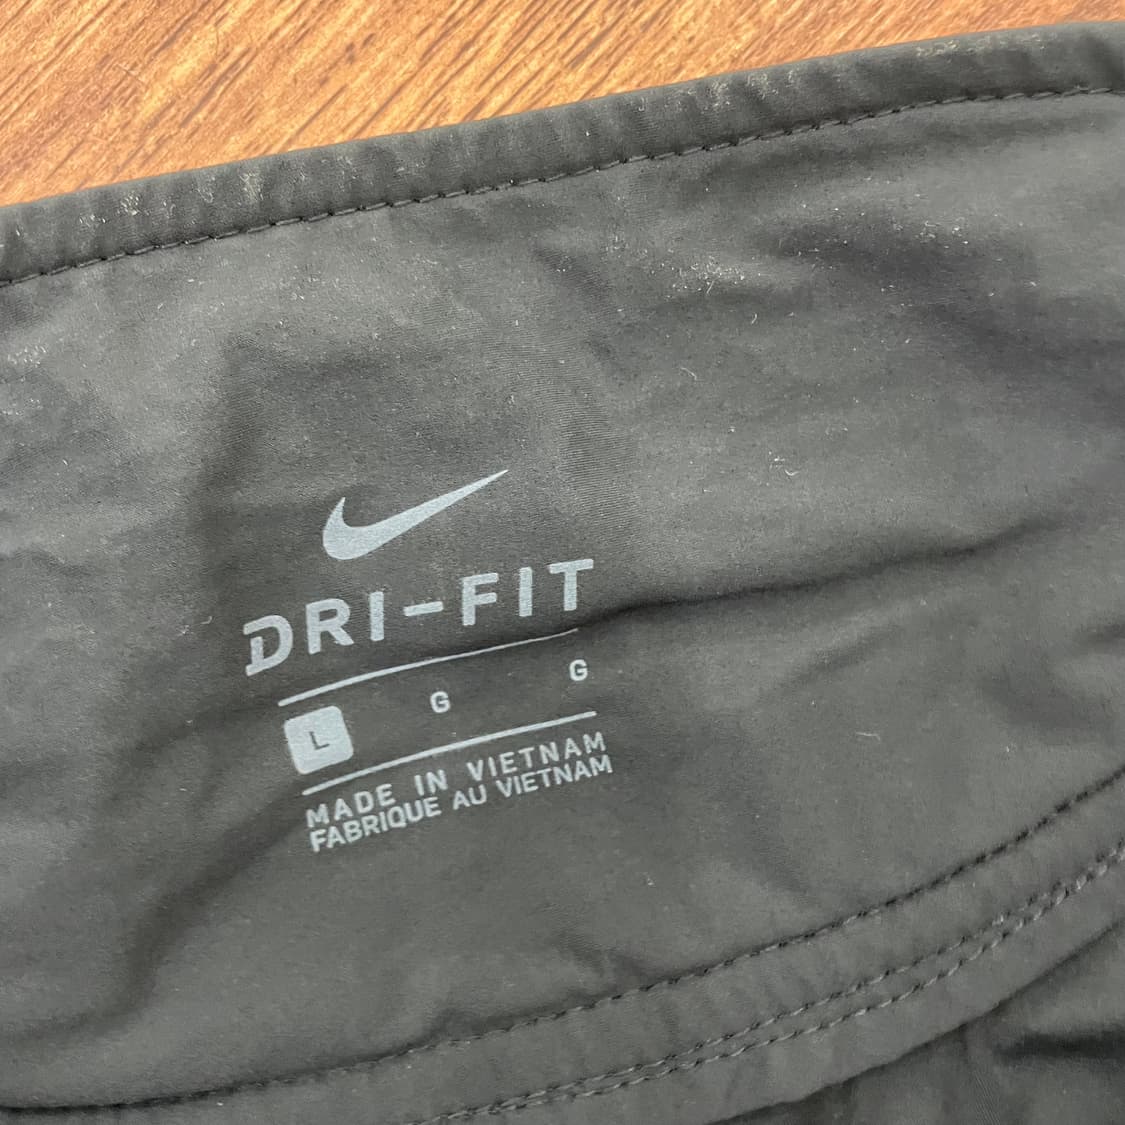 DRI-FIT
L G G
MADE IN VIETNAM
FABRIQUE AU VIETNAM